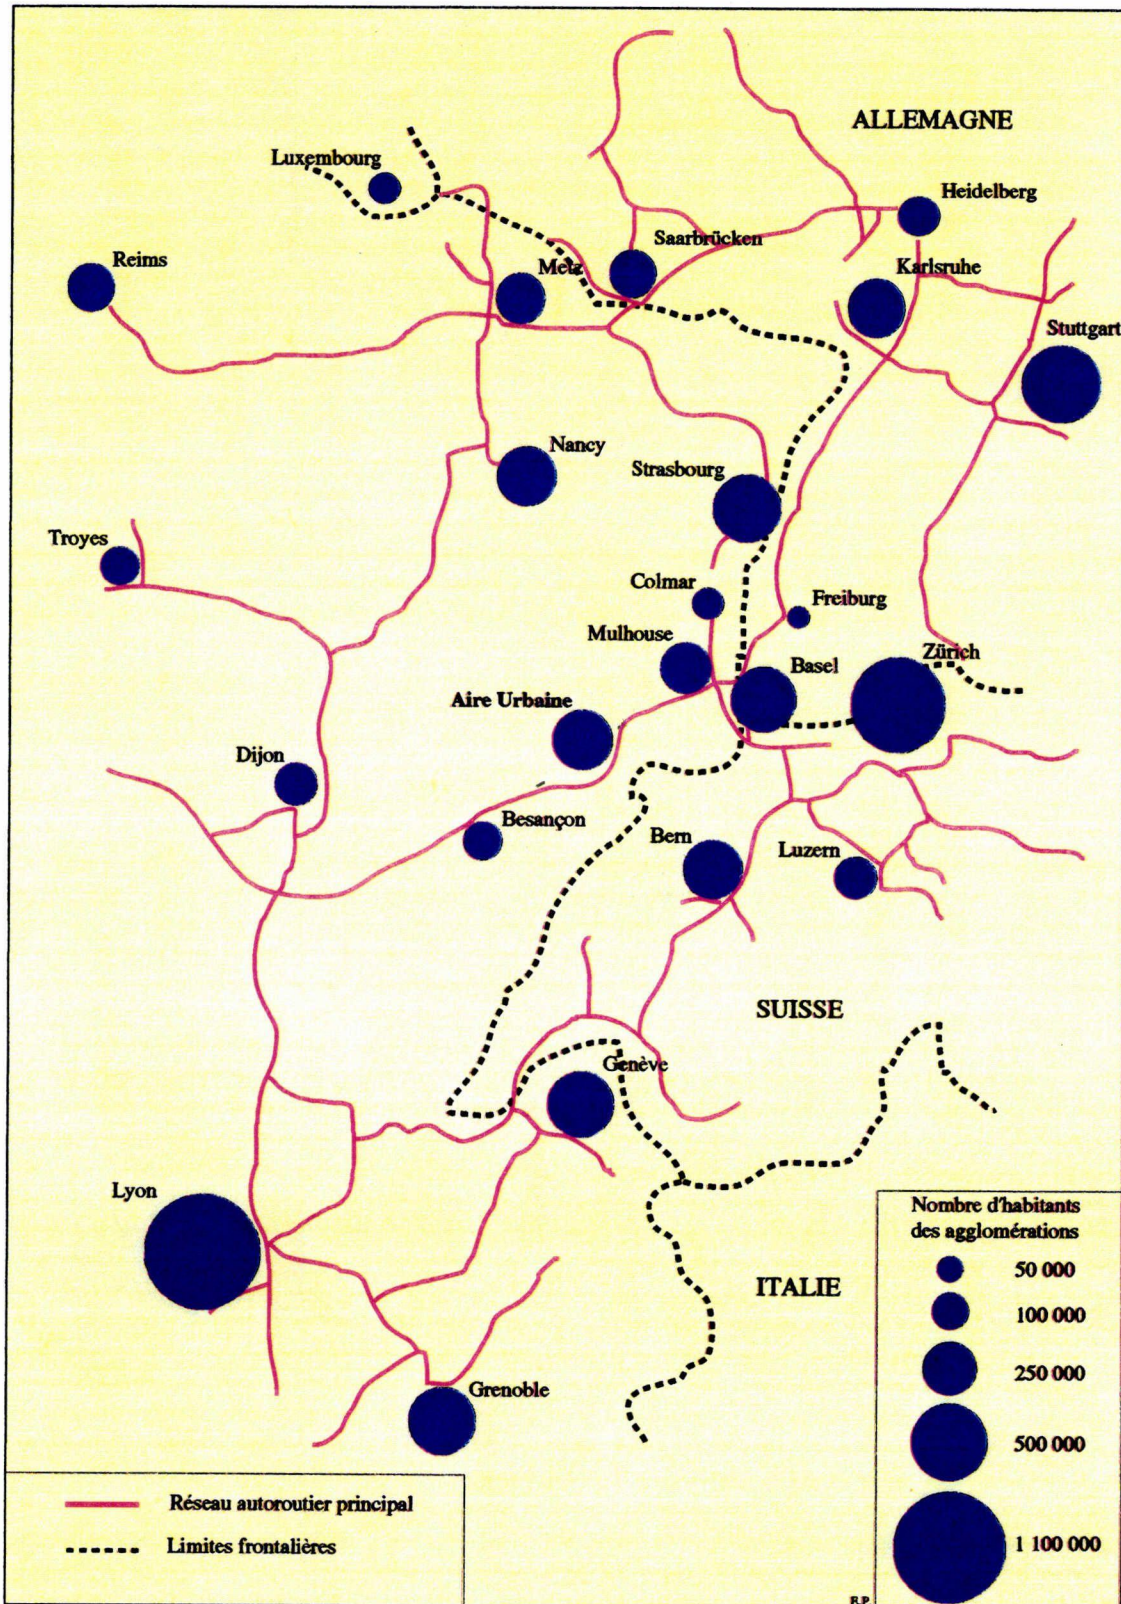 ALLEMAGNE
Luxembourg
Heidelberg
Saarbrücken
Reims
Metz
Karlsruhe
Stuttgart
Nancy
Strasbourg
Troyes
Colmar
Freiburg
Mulhouse
Zürich
Basel
Aire Urbaine
Dijon
Besançon
Bern
Luzern
SUISSE
Genève
Lyon
ITALIE
Grenoble
Nombre d'habitants
des agglomérations
50 000
100 000
250 000
500 000
1 100 000
Réseau autoroutier principal
Limites frontalières
R.P.